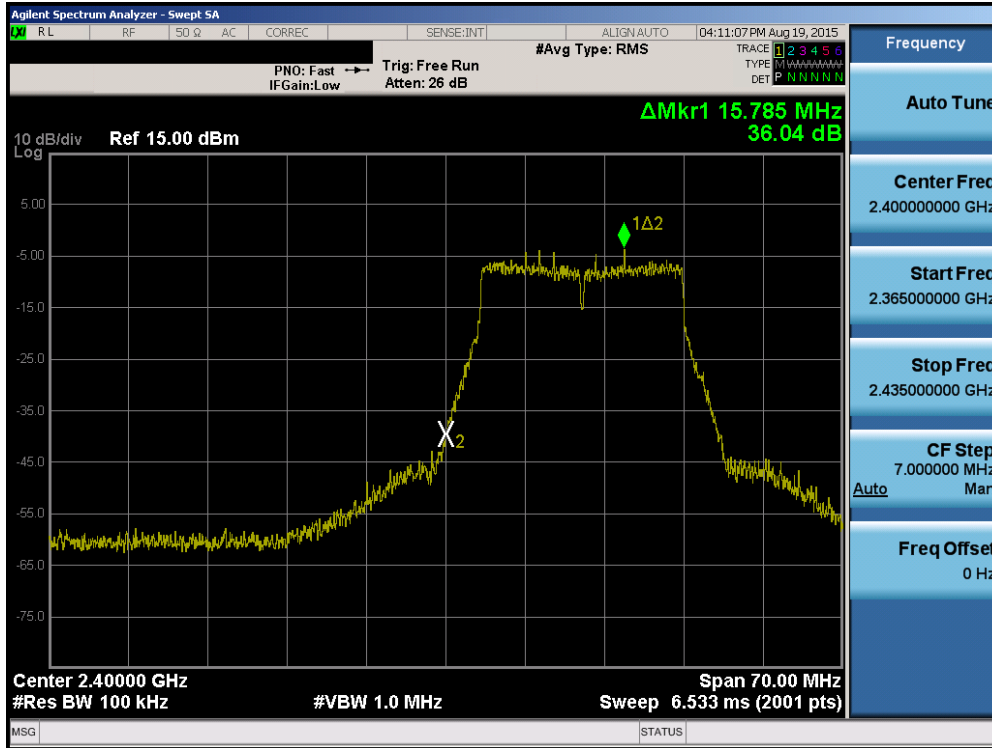 Agilent Spectrum Analyzer - Swept SA
LXI RL RF 50 Ω AC CORREC SENSE:INT ALIGN AUTO 04:11:07 PM Aug 19, 2015
#Avg Type: RMS
TRACE 1 2 3 4 5 6
PNO: Fast Trig: Free Run
TYPE M
IFGain:Low Atten: 26 dB
DET P N N N N N
ΔMkr1 15.785 MHz
36.04 dB
10 dB/div Ref 15.00 dBm
Log
5.00
1Δ2
-5.00
-15.0
-25.0
-35.0
X2
-45.0
-55.0
-65.0
-75.0
Center 2.40000 GHz Span 70.00 MHz
#Res BW 100 kHz #VBW 1.0 MHz Sweep 6.533 ms (2001 pts)
MSG STATUS
Frequency
Auto Tune
Center Freq
2.400000000 GHz
Start Freq
2.365000000 GHz
Stop Freq
2.435000000 GHz
CF Step
7.000000 MHz
Auto Man
Freq Offset
0 Hz